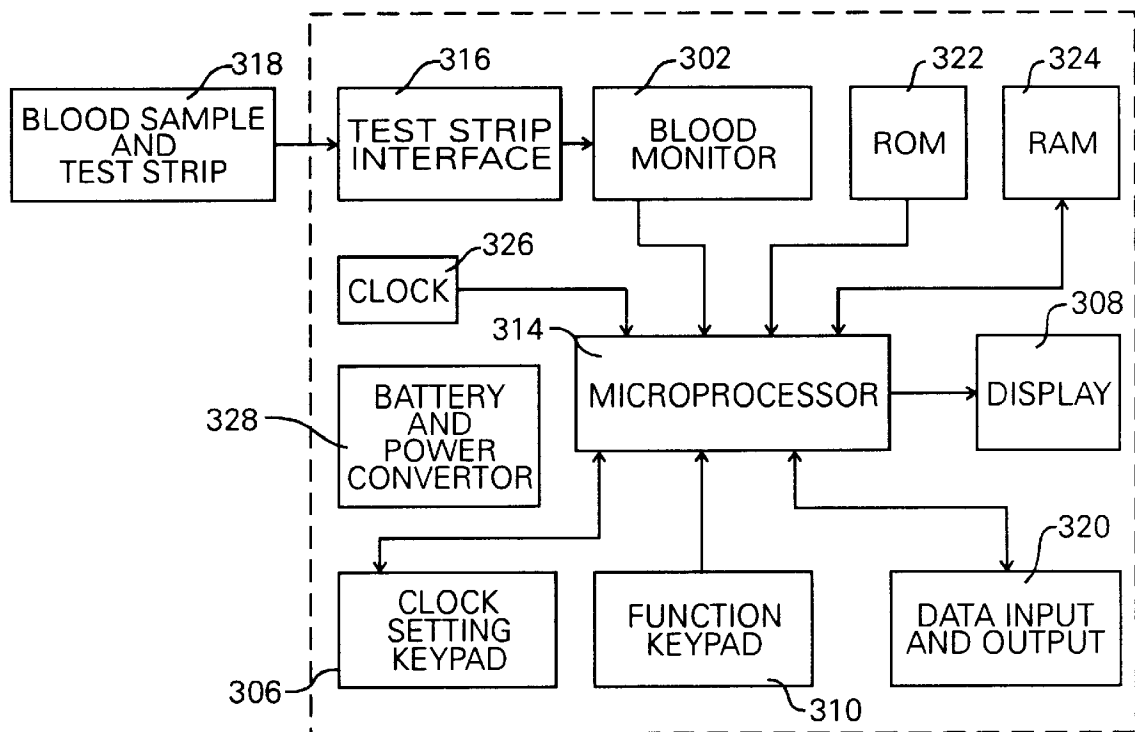 318
BLOOD SAMPLE
AND
TEST STRIP
316
TEST STRIP
INTERFACE
302
BLOOD
MONITOR
322
ROM
324
RAM
326
CLOCK
314
MICROPROCESSOR
308
DISPLAY
328
BATTERY
AND
POWER
CONVERTOR
306
CLOCK
SETTING
KEYPAD
FUNCTION
KEYPAD
310
320
DATA INPUT
AND OUTPUT